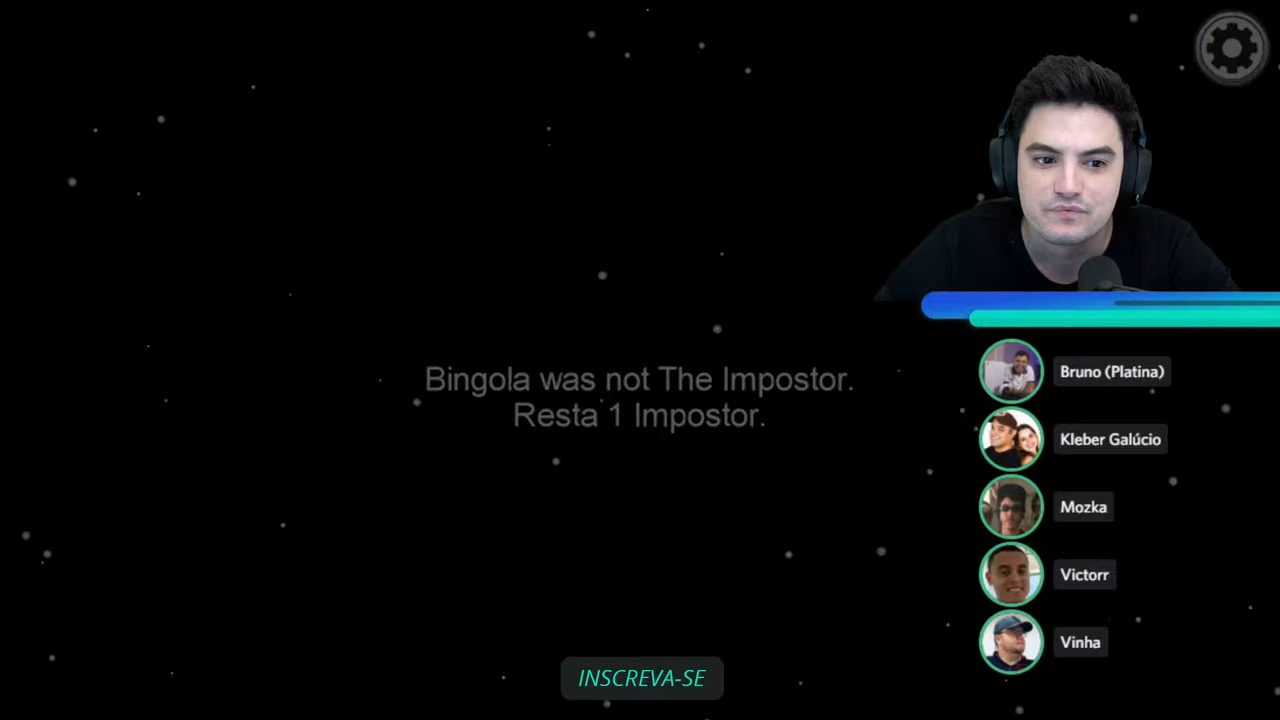 Bingola was not The Impostor.
Resta 1 Impostor.
Bruno (Platina)
Kleber Galúcio
Mozka
Victorr
Vinha
INSCREVA-SE